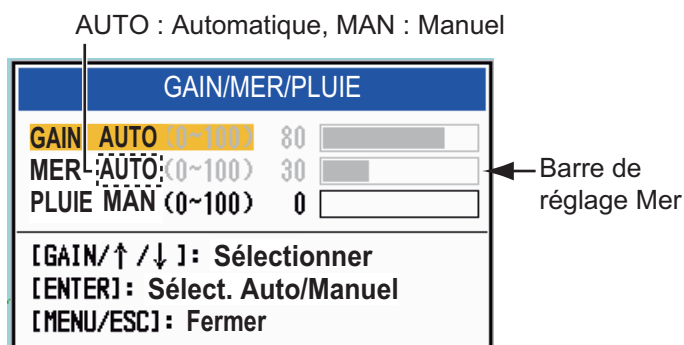 AUTO : Automatique, MAN : Manuel
GAIN/MER/PLUIE
GAIN AUTO (0~100) 80
MER AUTO (0~100) 30
Barre de
réglage Mer
PLUIE MAN (0~100) 0
[GAIN/↑/↓]: Sélectionner
[ENTER]: Sélect. Auto/Manuel
[MENU/ESC]: Fermer